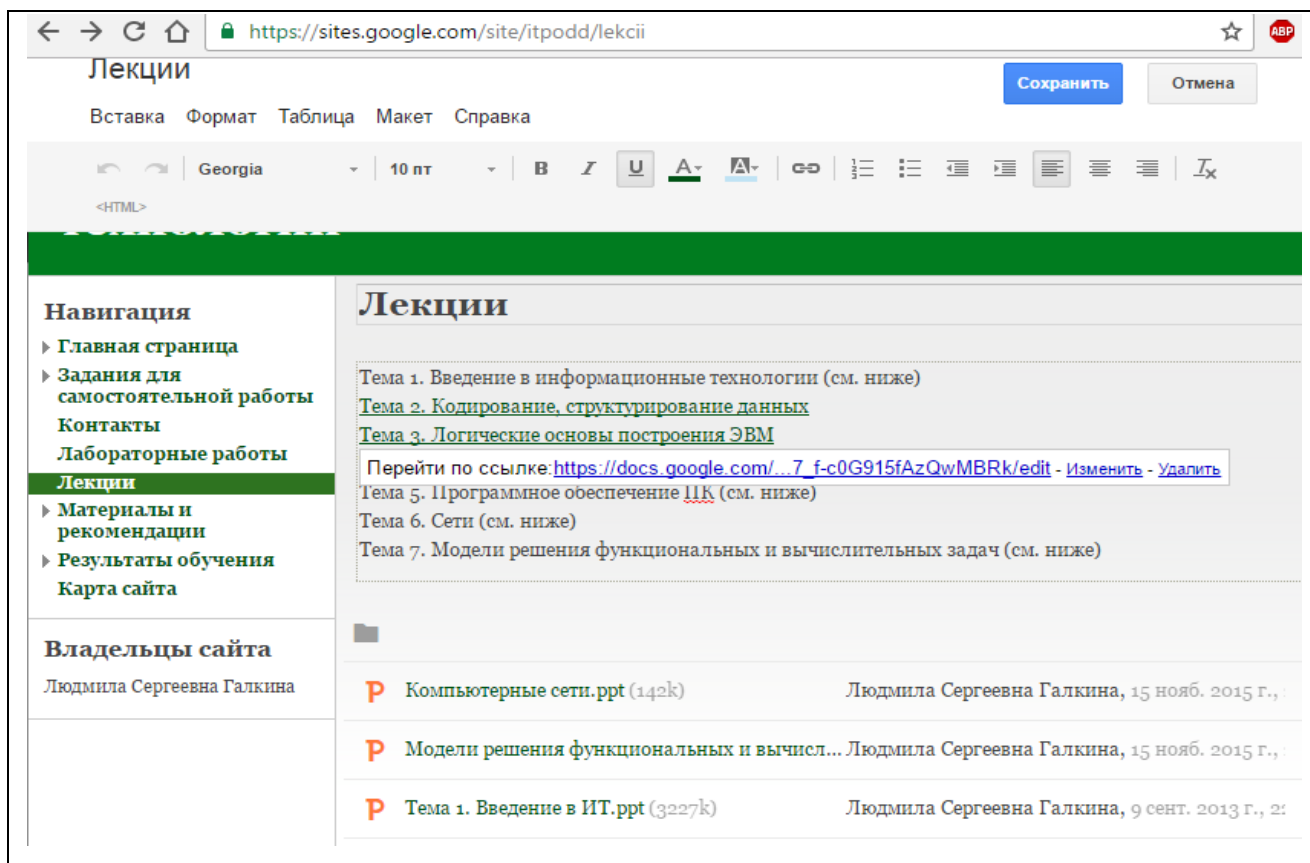 https://sites.google.com/site/itpodd/lekcii
ABP
Лекции
Сохранить
Отмена
Вставка Формат Таблица Макет Справка
Georgia 10 пт B I U A A
<HTML>
Навигация
Главная страница
Задания для
самостоятельной работы
Контакты
Лабораторные работы
Лекции
Материалы и
рекомендации
Результаты обучения
Карта сайта
Владельцы сайта
Людмила Сергеевна Галкина
Лекции
Тема 1. Введение в информационные технологии (см. ниже)
Тема 2. Кодирование, структурирование данных
Тема 3. Логические основы построения ЭВМ
Перейти по ссылке:https://docs.google.com/...7_f-c0G915fAzQwMBRk/edit - Изменить - Удалить
Тема 5. Программное обеспечение ПК (см. ниже)
Тема 6. Сети (см. ниже)
Тема 7. Модели решения функциональных и вычислительных задач (см. ниже)
Компьютерные сети.ppt (142k) Людмила Сергеевна Галкина, 15 нояб. 2015 г.,
Модели решения функциональных и вычисл... Людмила Сергеевна Галкина, 15 нояб. 2015 г.,
Тема 1. Введение в ИТ.ppt (3227k) Людмила Сергеевна Галкина, 9 сент. 2013 г.,